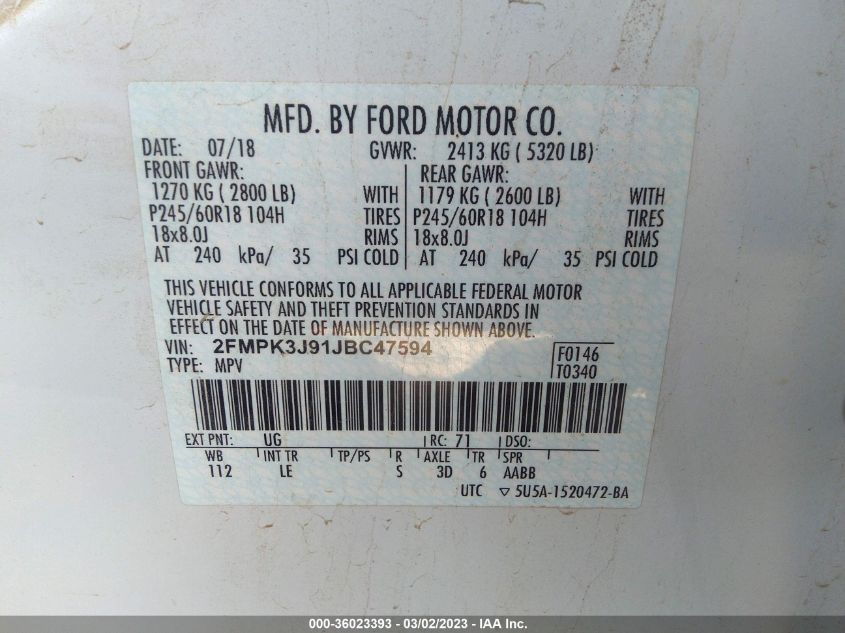 MFD. BY FORD MOTOR CO.
DATE: 07/18 GVWR: 2413 KG ( 5320 LB)
FRONT GAWR: REAR GAWR:
1270 KG ( 2800 LB) WITH 1179 KG ( 2600 LB) WITH
P245/60R18 104H TIRES P245/60R18 104H TIRES
18x8.0J RIMS 18x8.0J RIMS
AT 240 kPa/ 35 PSI COLD AT 240 kPa/ 35 PSI COLD
THIS VEHICLE CONFORMS TO ALL APPLICABLE FEDERAL MOTOR
VEHICLE SAFETY AND THEFT PREVENTION STANDARDS IN
EFFECT ON THE DATE OF MANUFACTURE SHOWN ABOVE.
VIN: 2FMPK3J91JBC47594 F0146
TYPE: MPV T0340
EXT PNT: UG RC: 71 DSO:
WB INT TR TP/PS R AXLE TR SPR
112 LE S 3D 6 AABB
UTC ▽ 5U5A-1520472-BA
000-36023393 - 03/02/2023 - IAA Inc.